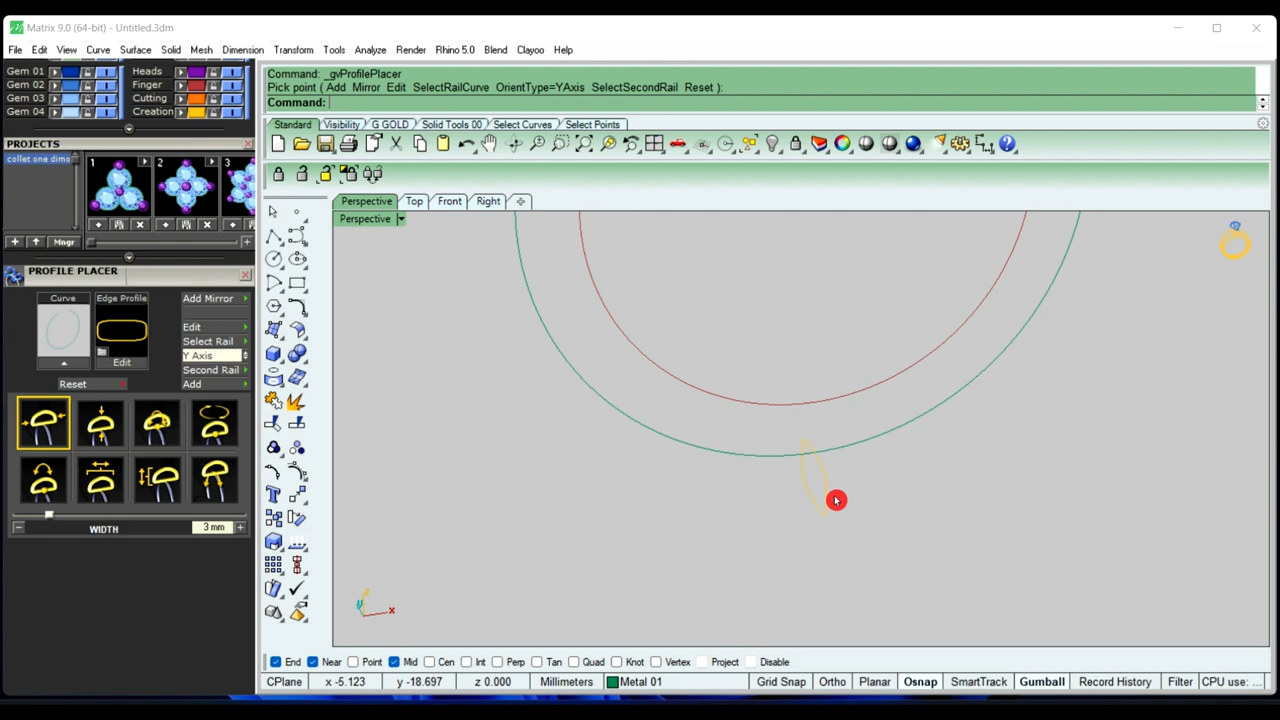 Matrix 9.0 (64-bit) - Untitled.3dm
File Edit View Curve Surface Solid Mesh Dimension Transform Tools Analyze Render Rhino 5.0 Blend Clayoo Help
Gem 01 Heads
Gem 02 Finger
Gem 03 Cutting
Gem 04 Creation
Command: _gvProfilePlacer
Pick point ( Add Mirror Edit SelectRailCurve OrientType=YAxis SelectSecondRail Reset ):
Command:
Standard Visibility G GOLD Solid Tools 00 Select Curves Select Points
PROJECTS
collet one dimo
1 2 3
Mngr
Perspective Top Front Right
Perspective
PROFILE PLACER
Curve Edge Profile Add Mirror
Edit
Select Rail
Y Axis
Edit Second Rail
Reset Add
WIDTH 3 mm
z
y x
End Near Point Mid Cen Int Perp Tan Quad Knot Vertex Project Disable
CPlane x -5.123 y -18.697 z 0.000 Millimeters Metal 01 Grid Snap Ortho Planar Osnap SmartTrack Gumball Record History Filter CPU use: ...